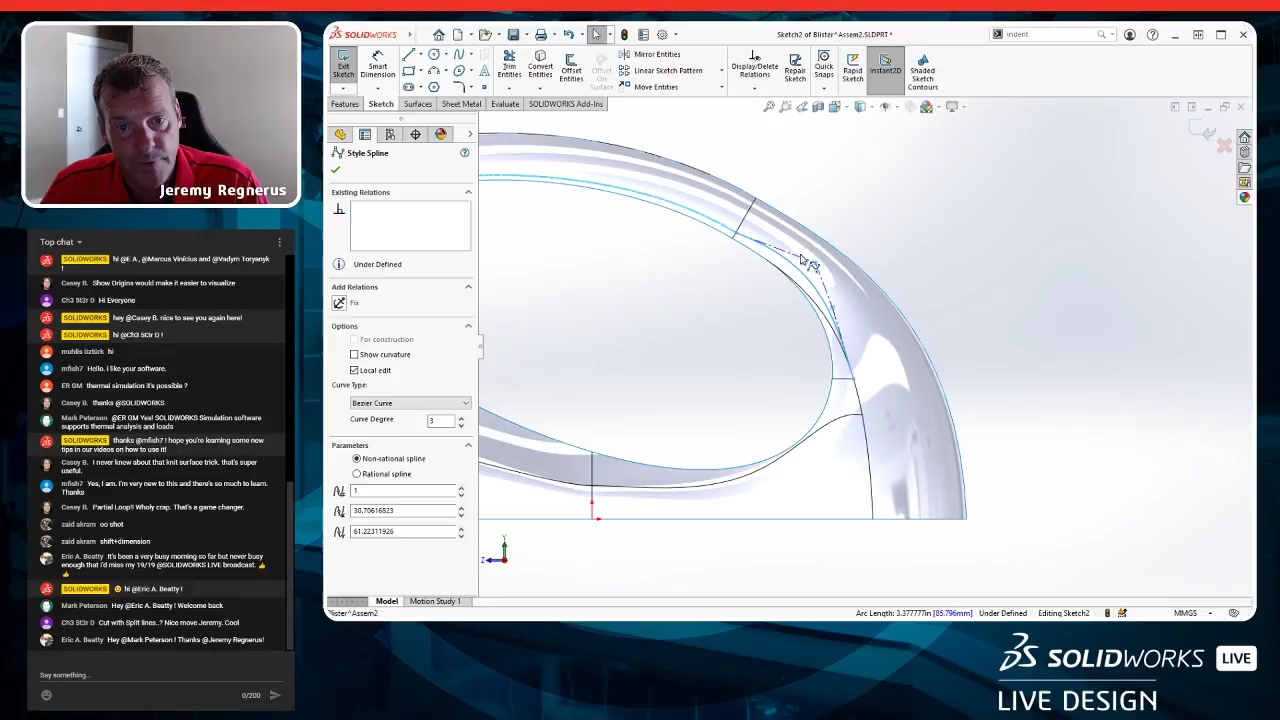 Jeremy Regnerus
Top chat
SOLIDWORKS hi @E A , @Marcus Vinícius and @Vadym Toryanyk
!
Casey B. Show Origins would make it easier to visualize
Ch3 5t3r D Hi Everyone
SOLIDWORKS hey @Casey B. nice to see you again here!
SOLIDWORKS hi @Ch3 5t3r D !
muhlis öztürk hi
mfish7 Hello. I like your software.
ER GM thermal simulation it's possible ?
Casey B. thanks @SOLIDWORKS
Mark Peterson @ER GM Yes! SOLIDWORKS Simulation software
supports thermal analysis and loads
SOLIDWORKS thanks @mfish7 ! hope you're learning some new
tips in our videos on how to use it!
Casey B. I never knew about that knit surface trick. that's super
useful.
mfish7 Yes, I am. I'm very new to this and there's so much to learn.
Thanks
Casey B. Partial Loop!! Wholy crap. That's a game changer.
zaid akram oo shot
zaid akram shift+dimension
Eric A. Beatty It's been a very busy morning so far but never busy
enough that i'd miss my 19/19 @SOLIDWORKS LIVE broadcast. 👍
👍
SOLIDWORKS 😊 hi @Eric A. Beatty !
Mark Peterson Hey @Eric A. Beatty ! Welcome back
Ch3 5t3r D Cut with Split lines..? Nice move Jeremy. Cool
Eric A. Beatty Hey @Mark Peterson ! Thanks @Jeremy Regnerus!
Say something...
0/200
SOLIDWORKS
Sketch2 of Blister^Assem2.SLDPRT *
indent
Exit
Sketch
Smart
Dimension
Trim
Entities
Convert
Entities
Offset
Entities
Offset
On
Surface
Mirror Entities
Linear Sketch Pattern
Move Entities
Display/Delete
Relations
Repair
Sketch
Quick
Snaps
Rapid
Sketch
Instant2D
Shaded
Sketch
Contours
Features
Sketch
Surfaces
Sheet Metal
Evaluate
SOLIDWORKS Add-Ins
Style Spline
Existing Relations
Under Defined
Add Relations
Fix
Options
For construction
Show curvature
Local edit
Curve Type:
Bezier Curve
Curve Degree
3
Parameters
Non-rational spline
Rational spline
1
30.70616823
61.22311926
Y
Z
Model
Motion Study 1
Blister^Assem2
Arc Length: 3.377777in [85.796mm]
Under Defined
Editing Sketch2
MMGS
SOLIDWORKS LIVE
LIVE DESIGN